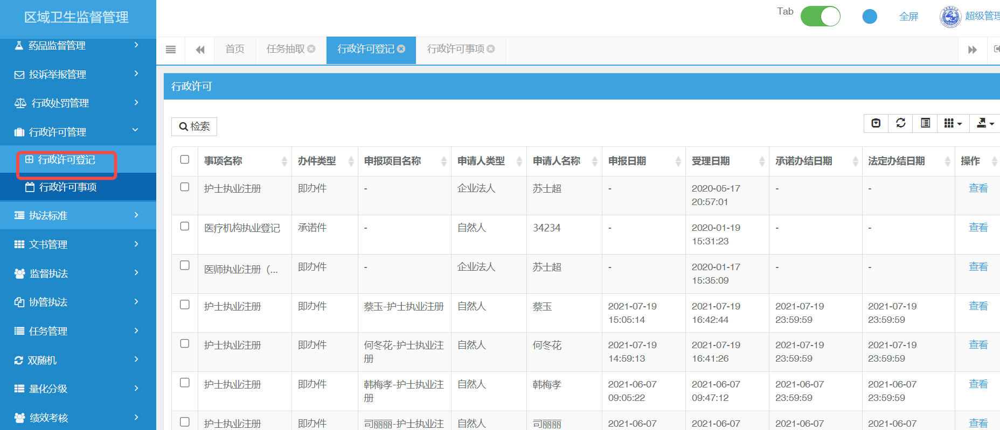 区域卫生监督管理
Tab
全屏
超级管理
药品监督管理
投诉举报管理
行政处罚管理
行政许可管理
行政许可登记
行政许可事项
执法标准
文书管理
监督执法
协管执法
任务管理
双随机
量化分级
绩效考核
首页 任务抽取 行政许可登记 行政许可事项
行政许可
检索
事项名称 办件类型 申报项目名称 申请人类型 申请人名称 申报日期 受理日期 承诺办结日期 法定办结日期 操作
护士执业注册 即办件 - 企业法人 苏士超 - 2020-05-17 - - 查看
20:57:01
医疗机构执业登记 承诺件 - 自然人 34234 - 2020-01-19 - - 查看
15:31:23
医师执业注册（... 即办件 - 企业法人 苏士超 - 2020-01-17 - - 查看
15:35:09
护士执业注册 即办件 蔡玉-护士执业注册 自然人 蔡玉 2021-07-19 2021-07-19 2021-07-19 2021-07-19 查看
15:05:14 16:42:44 23:59:59 23:59:59
护士执业注册 即办件 何冬花-护士执业注 自然人 何冬花 2021-07-19 2021-07-19 2021-07-19 2021-07-19 查看
册 14:59:13 16:41:26 23:59:59 23:59:59
护士执业注册 即办件 韩梅孝-护士执业注 自然人 韩梅孝 2021-06-07 2021-06-07 2021-06-07 2021-06-07 查看
册 09:05:22 09:47:12 23:59:59 23:59:59
护士执业注册 即办件 司丽丽-护士执业注 自然人 司丽丽 2021-06-07 2021-06-07 2021-06-07 2021-06-07 查看